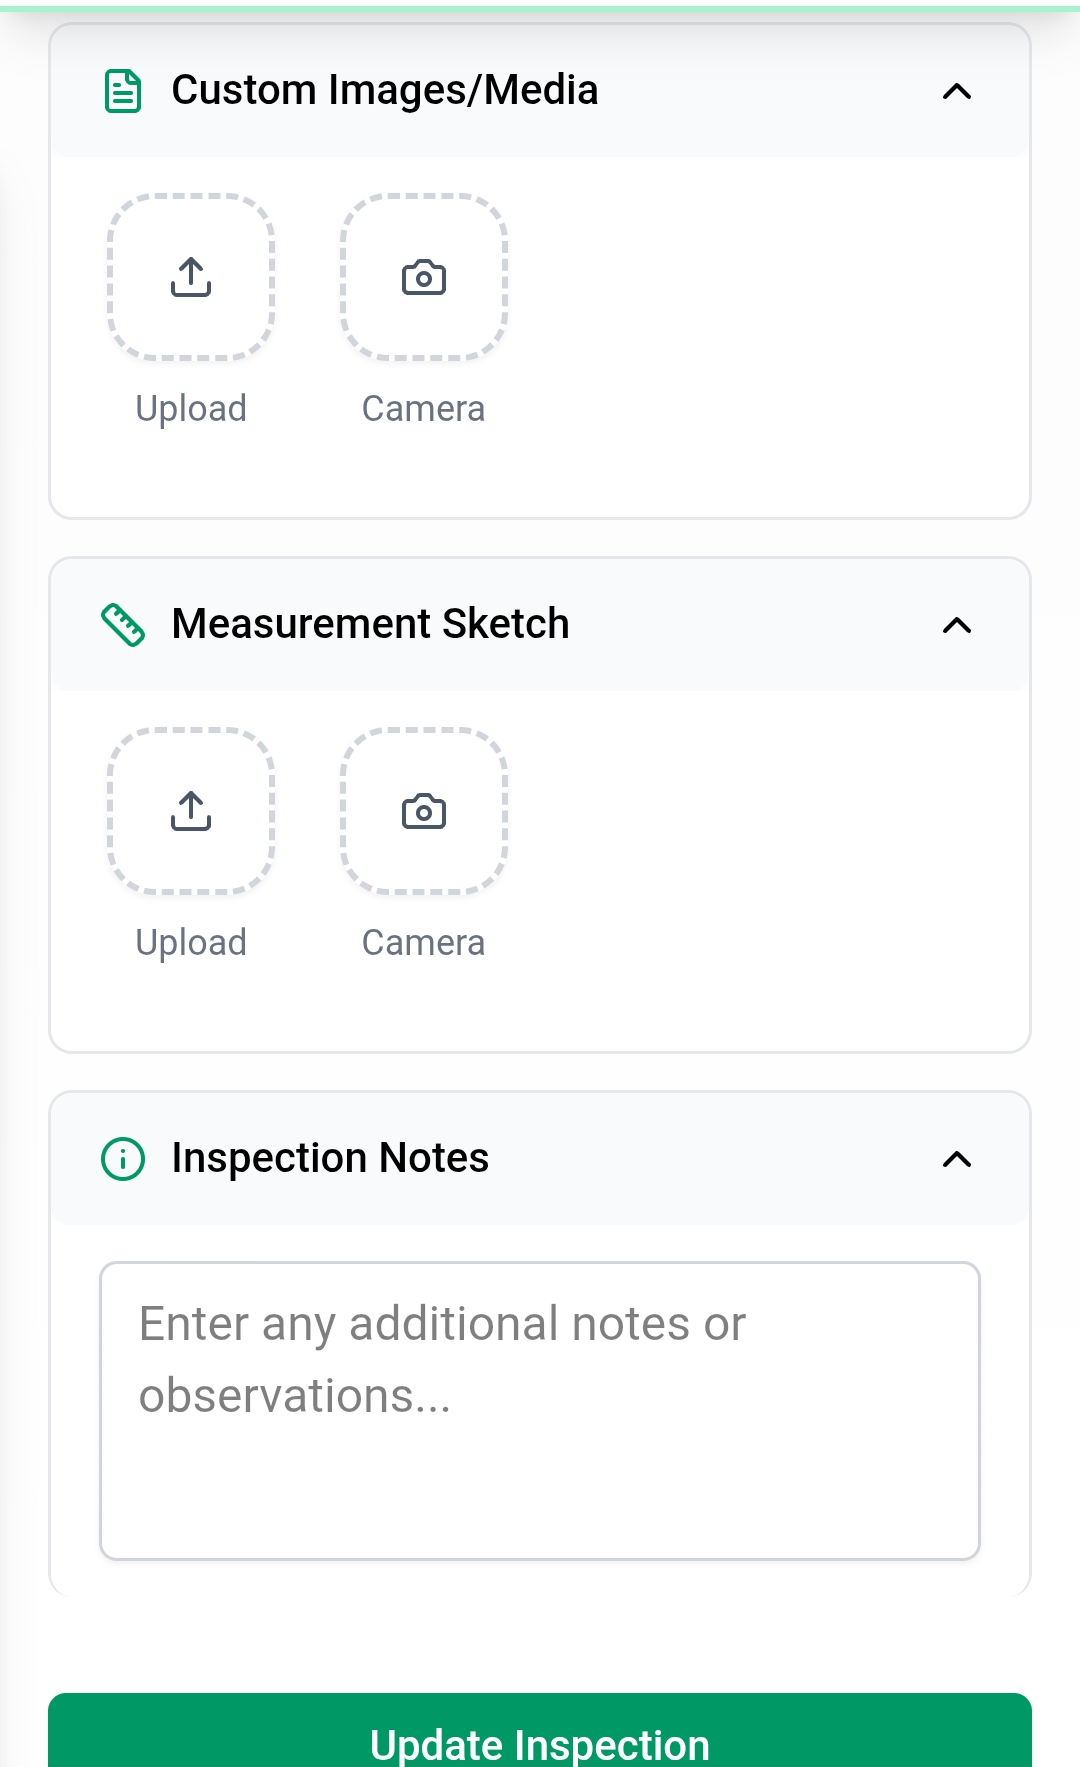 Custom Images/Media
Upload
Camera
Measurement Sketch
Upload
Camera
Inspection Notes
Enter any additional notes or
observations...
Update Inspection